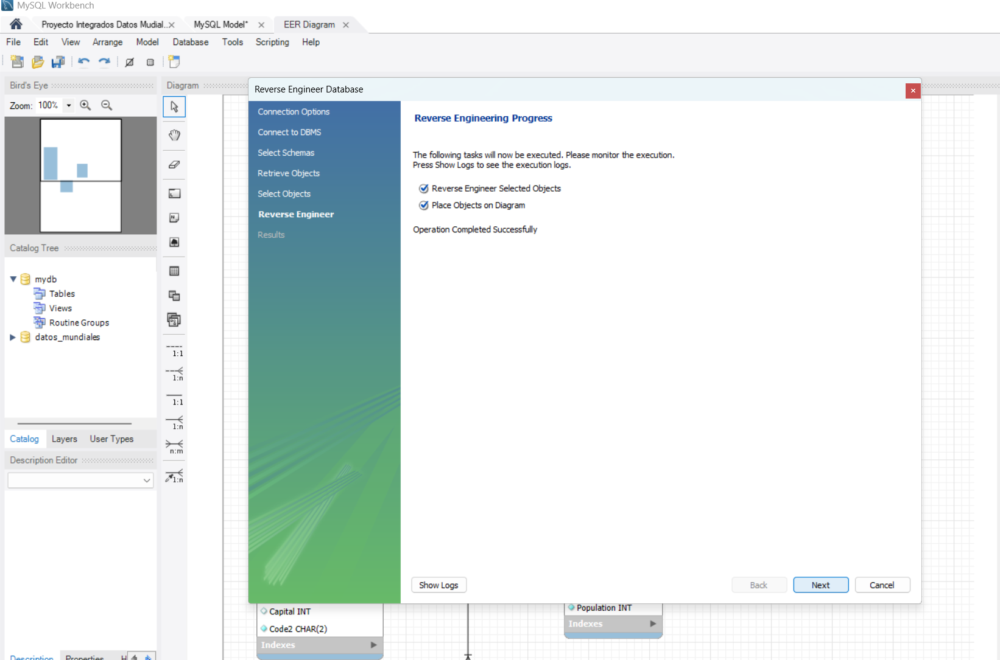 MySQL Workbench
Proyecto Integrados Datos Mudial..
MySQL Model*
EER Diagram
File Edit View Arrange Model Database Tools Scripting Help
Bird's Eye
Zoom: 100%
Catalog Tree
mydb
Tables
Views
Routine Groups
datos_mundiales
Catalog Layers User Types
Description Editor
Description Properties H
Diagram
1:1
1:n
1:1
1:n
n:m
1:n
Reverse Engineer Database
Connection Options
Connect to DBMS
Select Schemas
Retrieve Objects
Select Objects
Reverse Engineer
Results
Reverse Engineering Progress
The following tasks will now be executed. Please monitor the execution.
Press Show Logs to see the execution logs.
Reverse Engineer Selected Objects
Place Objects on Diagram
Operation Completed Successfully
Show Logs Back Next Cancel
Capital INT
Code2 CHAR(2)
Indexes
Population INT
Indexes